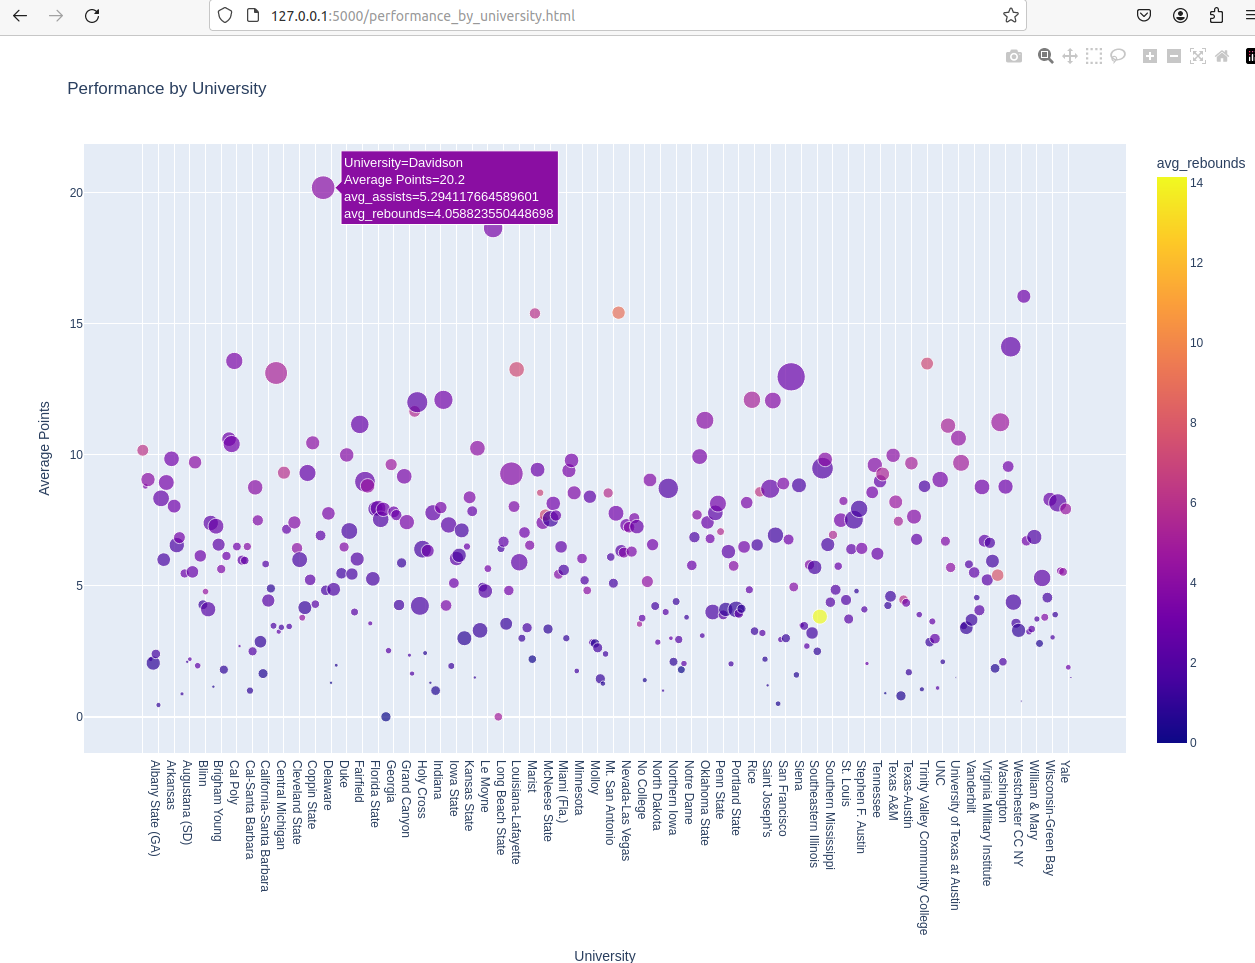 127.0.0.1:5000/performance_by_university.html
Performance by University
University=Davidson
Average Points=20.2
avg_assists=5.294117664589601
avg_rebounds=4.058823550448698
avg_rebounds
14
12
10
8
6
4
2
0
Average Points
20
15
10
5
0
Albany State (GA)
Arkansas
Augustana (SD)
Blinn
Brigham Young
Cal Poly
Cal-Santa Barbara
California-Santa Barbara
Central Michigan
Cleveland State
Coppin State
Delaware
Duke
Fairfield
Florida State
Georgia
Grand Canyon
Holy Cross
Indiana
Iowa State
Kansas State
Le Moyne
Long Beach State
Louisiana-Lafayette
Marist
McNeese State
Miami (Fla.)
Minnesota
Molloy
Mt. San Antonio
Nevada-Las Vegas
No College
North Dakota
Northern Iowa
Notre Dame
Oklahoma State
Penn State
Portland State
Rice
Saint Joseph's
San Francisco
Siena
Southeastern Illinois
Southern Mississippi
St. Louis
Stephen F. Austin
Tennessee
Texas A&M
Texas-Austin
Trinity Valley Community College
UNC
University of Texas at Austin
Vanderbilt
Virginia Military Institute
Washington
Westchester CC NY
William & Mary
Wisconsin-Green Bay
Yale
University